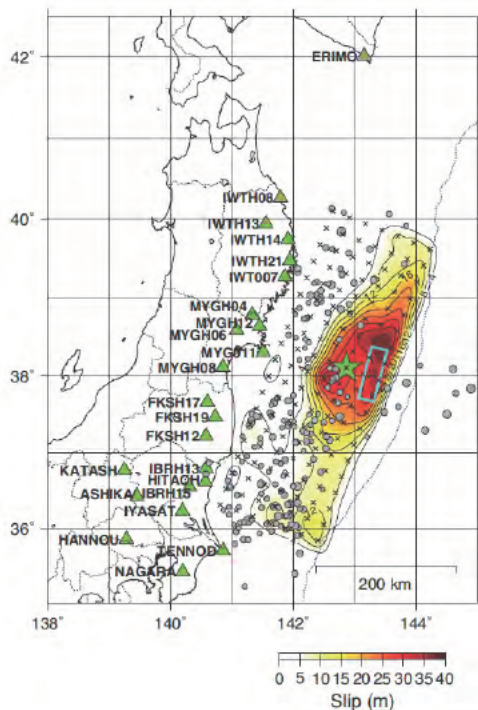 42°
ERIMO
IWTH08
40°
IWTH13
IWTH14
IWTH21
IWT007
MYGH04
MYGH12
MYGH06
MYG011
38°
MYGH08
FKSH17
FKSH19
FKSH12
KATASH
IBRH13
HITAOH
ASHIKA
IBRH15
IYASAT
36°
HANNOU
TENNOD
NAGARA
200 km
138°
140°
142°
144°
0 5 10 15 20 25 30 35 40
Slip (m)